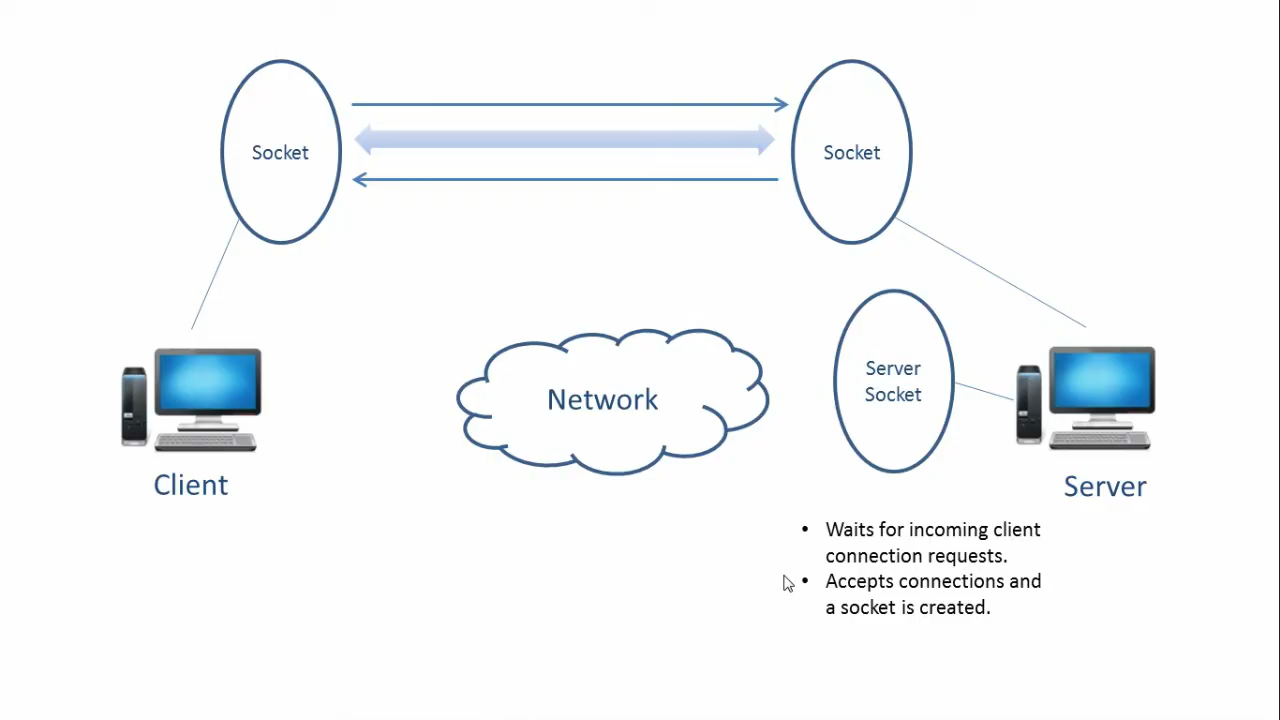 Socket
Socket
Server
Socket
Network
Client
Server
• Waits for incoming client
connection requests.
• Accepts connections and
a socket is created.